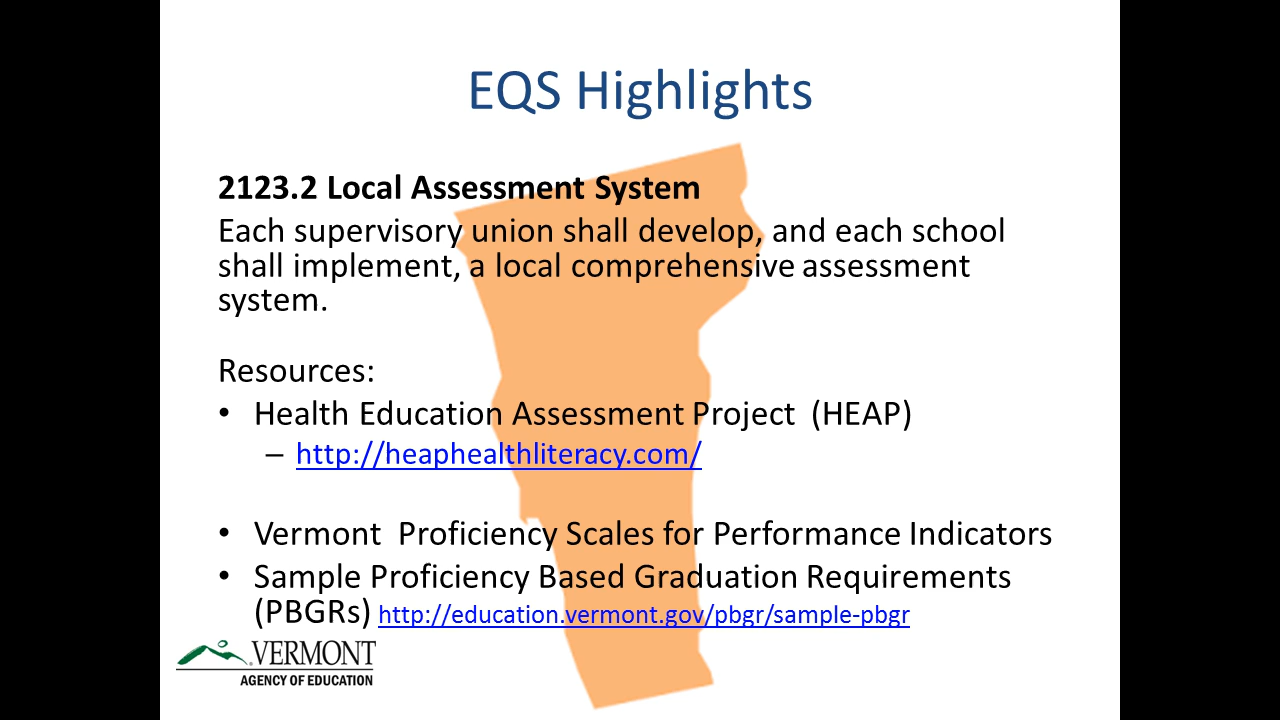 EQS Highlights
2123.2 Local Assessment System
Each supervisory union shall develop, and each school
shall implement, a local comprehensive assessment
system.
Resources:
• Health Education Assessment Project  (HEAP)
– http://heaphealthliteracy.com/
• Vermont  Proficiency Scales for Performance Indicators
• Sample Proficiency Based Graduation Requirements
(PBGRs) http://education.vermont.gov/pbgr/sample-pbgr
VERMONT
AGENCY OF EDUCATION